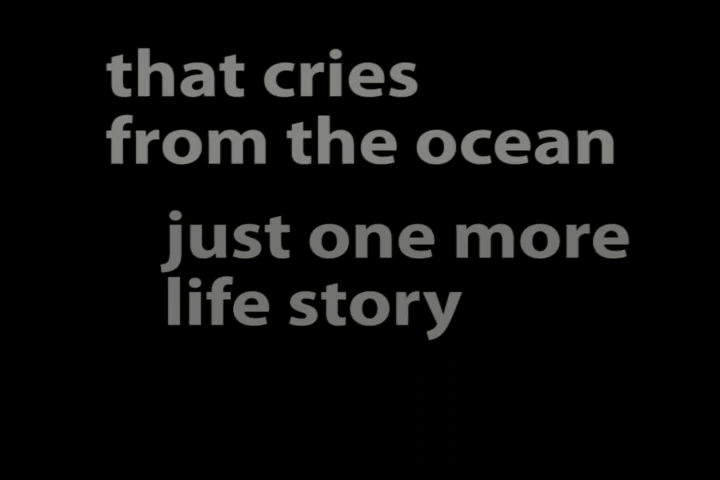 that cries
from the ocean
just one more
life story